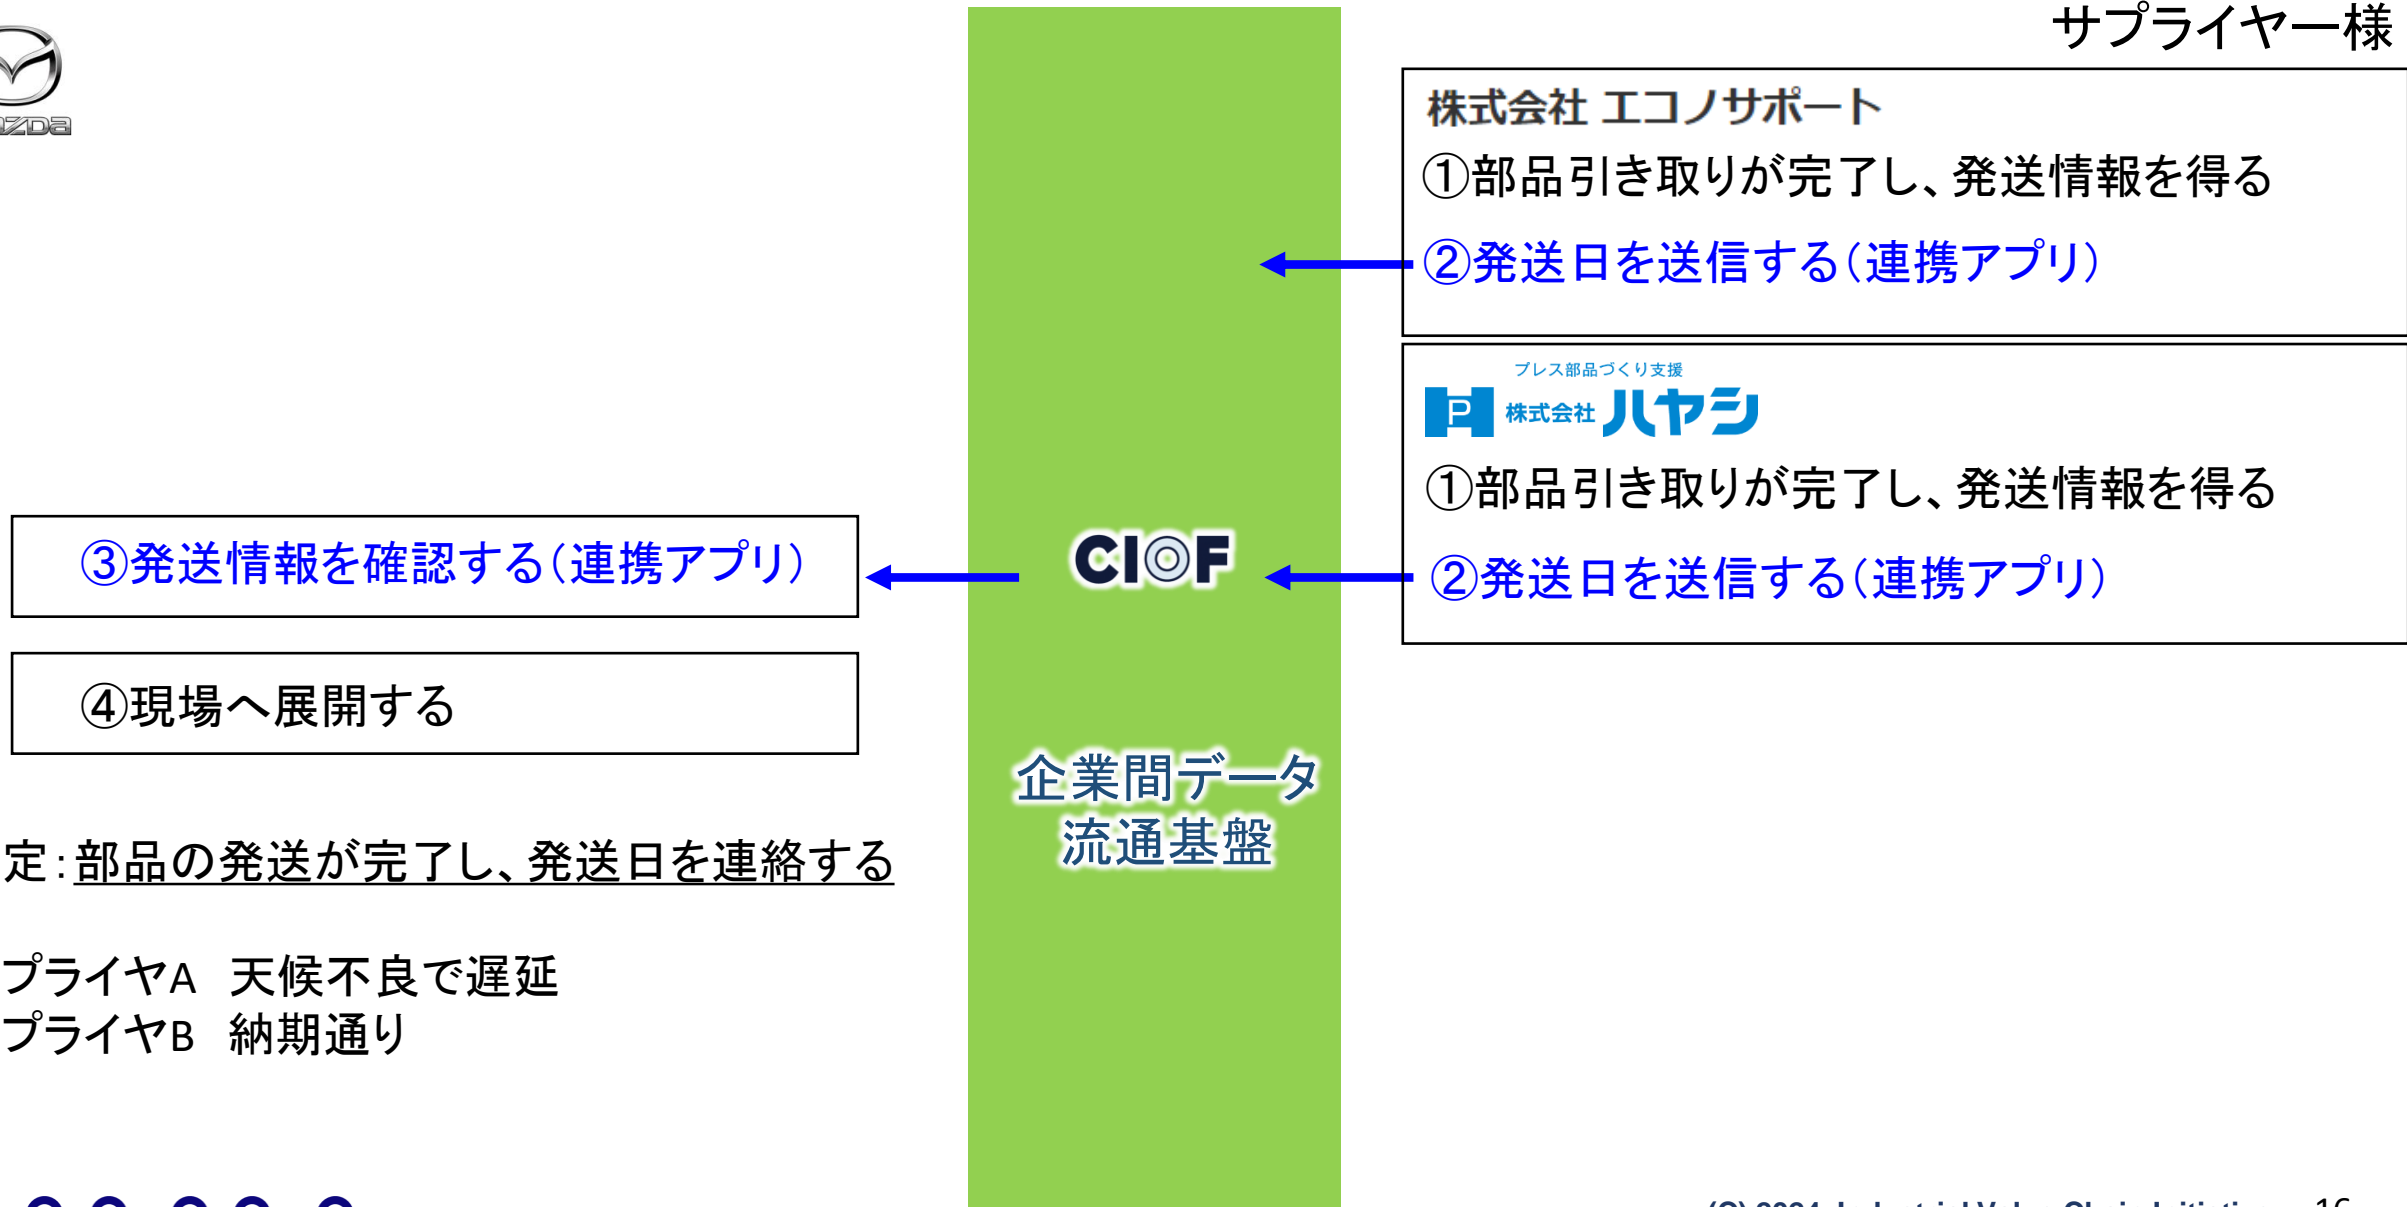 サプライヤー様
株式会社 エコノサポート
①部品引き取りが完了し、発送情報を得る
②発送日を送信する（連携アプリ）
プレス部品づくり支援
P 株式会社 ハヤシ
①部品引き取りが完了し、発送情報を得る
②発送日を送信する（連携アプリ）
③発送情報を確認する（連携アプリ）
④現場へ展開する
CIOF
企業間データ
流通基盤
定：部品の発送が完了し、発送日を連絡する
プライヤA　天候不良で遅延
プライヤB　納期通り